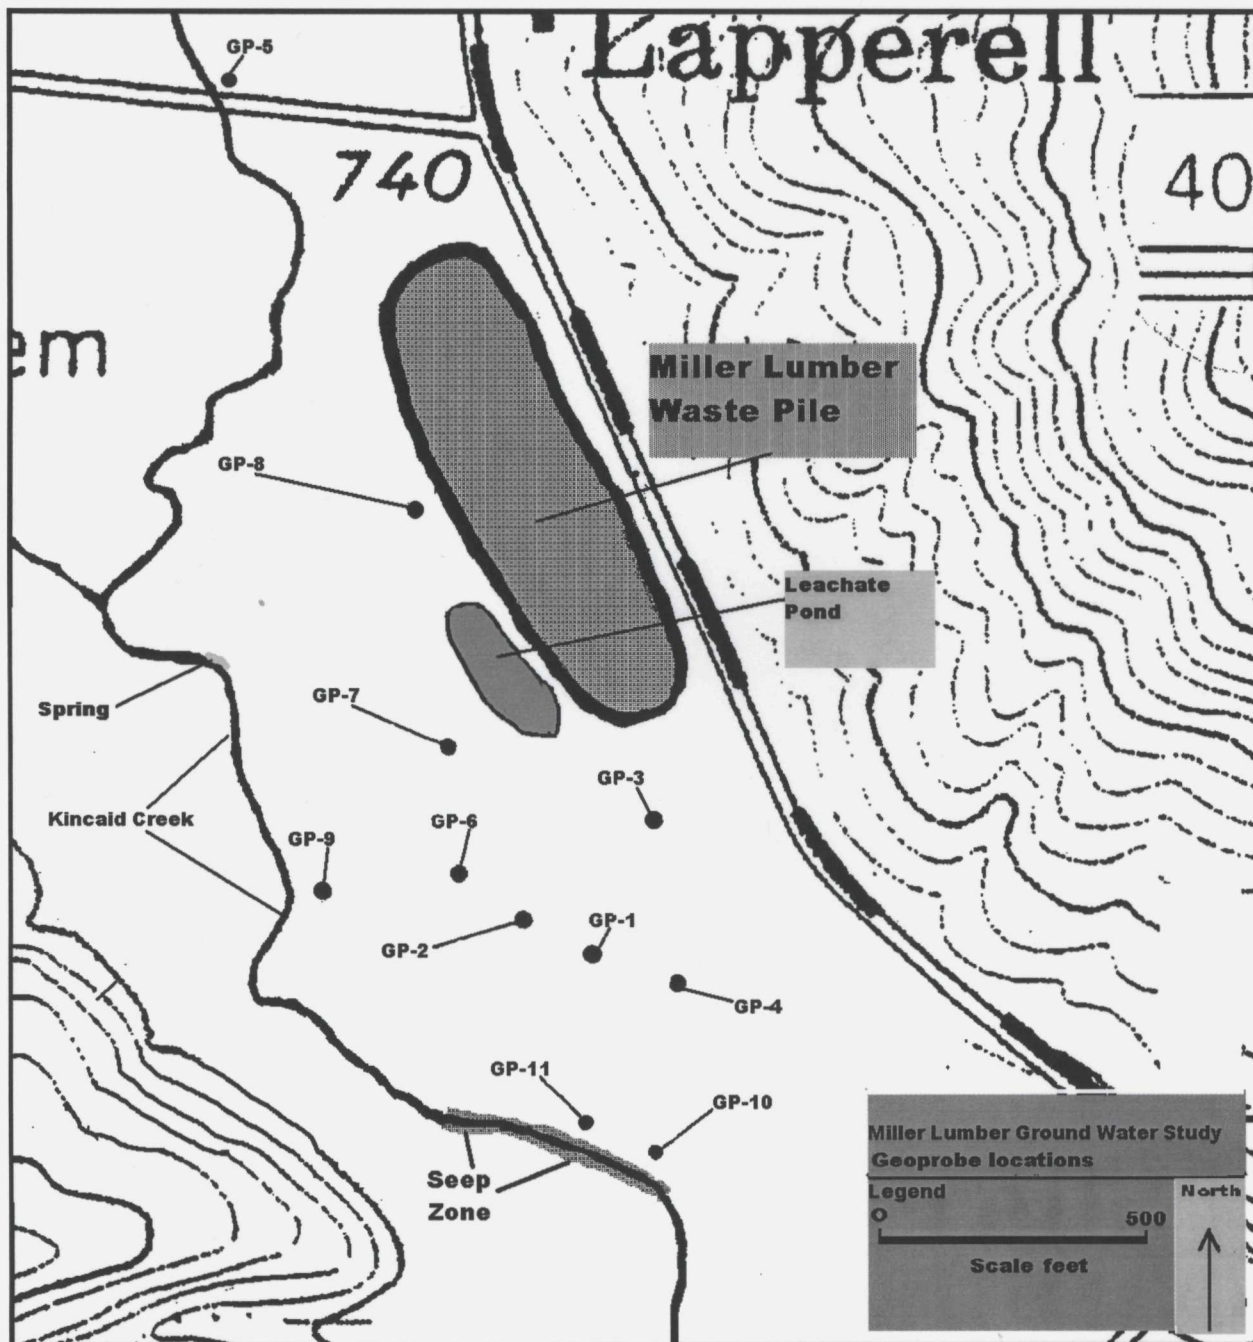 Lapperell
GP-5
740
40
em
Miller Lumber
Waste Pile
GP-8
Leachate
Pond
Spring
GP-7
GP-3
Kincaid Creek
GP-6
GP-9
GP-2
GP-1
GP-4
GP-11
GP-10
Seep
Zone
Miller Lumber Ground Water Study
Geoprobe locations
Legend
North
0 500
Scale feet